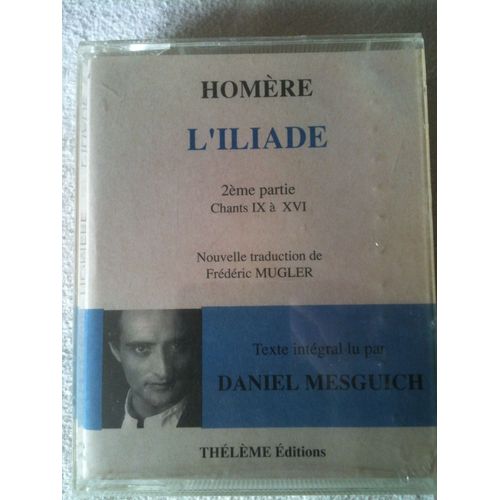 HOMÈRE
L'ILIADE
2ème partie
Chants IX à XVI
Nouvelle traduction de
Frédéric MUGLER
Texte intégral lu par
DANIEL MESGUICH
THÉLÈME Éditions